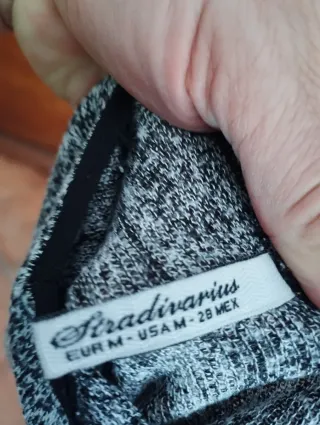 Stradivarius
EUR M - USA M - 28 MEX